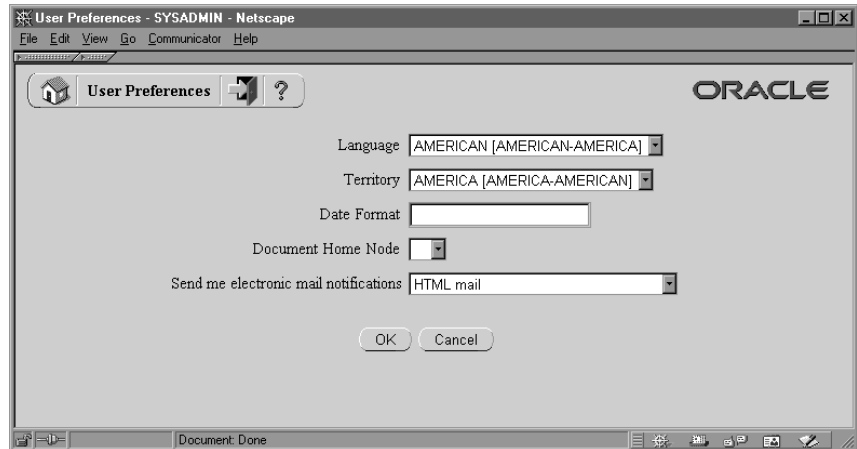 User Preferences - SYSADMIN - Netscape
File Edit View Go Communicator Help
User Preferences ?
ORACLE
Language AMERICAN [AMERICAN-AMERICA]
Territory AMERICA [AMERICA-AMERICAN]
Date Format
Document Home Node
Send me electronic mail notifications HTML mail
OK Cancel
Document: Done